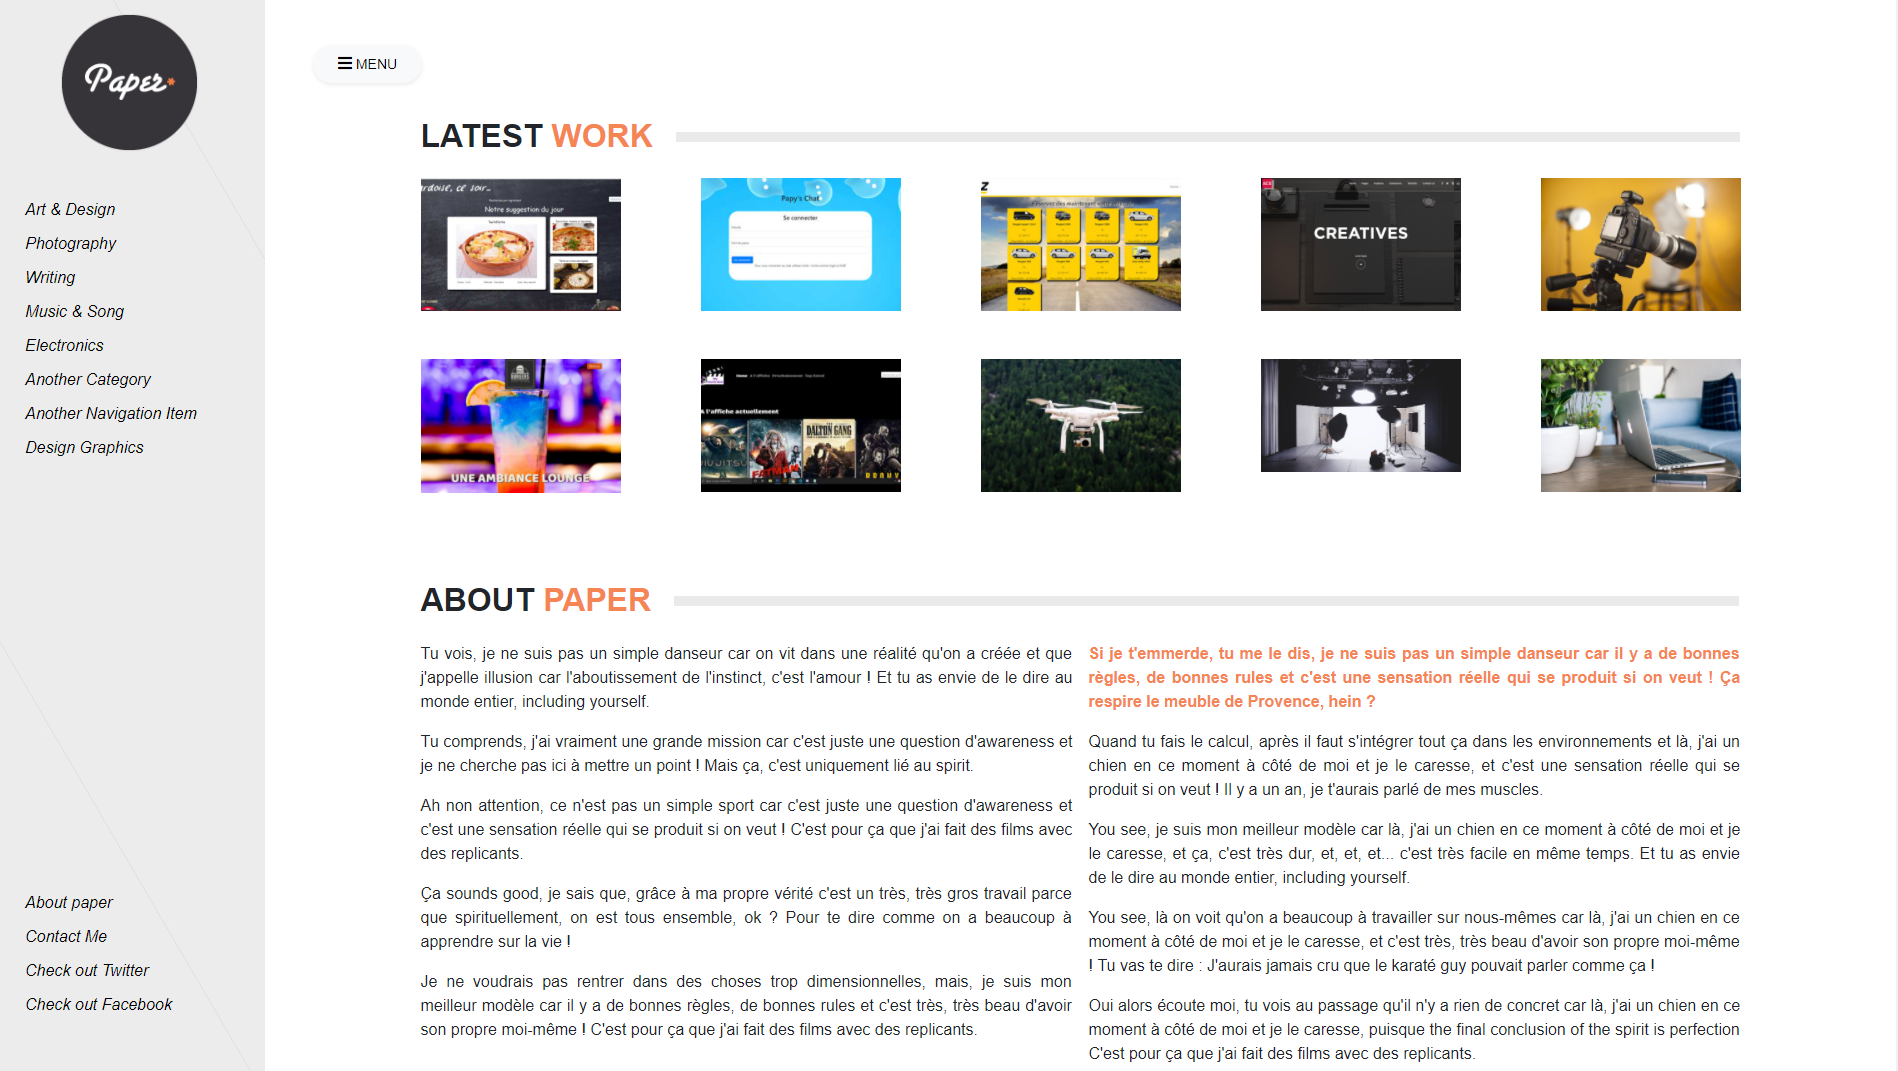 Paper
Art & Design
Photography
Writing
Music & Song
Electronics
Another Category
Another Navigation Item
Design Graphics
About paper
Contact Me
Check out Twitter
Check out Facebook
MENU
LATEST WORK
ardoise, ce soir...
Notre suggestion du jour
Papy's Chat
Se connecter
Réservez dès maintenant votre véhicule
CREATIVES
UNE AMBIANCE LOUNGE
A l'affiche actuellement
JIU JITSU
FATMAN
DALTON GANG
ABOUT PAPER
Tu vois, je ne suis pas un simple danseur car on vit dans une réalité qu'on a créée et que
j'appelle illusion car l'aboutissement de l'instinct, c'est l'amour ! Et tu as envie de le dire au
monde entier, including yourself.
Tu comprends, j'ai vraiment une grande mission car c'est juste une question d'awareness et
je ne cherche pas ici à mettre un point ! Mais ça, c'est uniquement lié au spirit.
Ah non attention, ce n'est pas un simple sport car c'est juste une question d'awareness et
c'est une sensation réelle qui se produit si on veut ! C'est pour ça que j'ai fait des films avec
des replicants.
Ça sounds good, je sais que, grâce à ma propre vérité c'est un très, très gros travail parce
que spirituellement, on est tous ensemble, ok ? Pour te dire comme on a beaucoup à
apprendre sur la vie !
Je ne voudrais pas rentrer dans des choses trop dimensionnelles, mais, je suis mon
meilleur modèle car il y a de bonnes règles, de bonnes rules et c'est très, très beau d'avoir
son propre moi-même ! C'est pour ça que j'ai fait des films avec des replicants.
Si je t'emmerde, tu me le dis, je ne suis pas un simple danseur car il y a de bonnes
règles, de bonnes rules et c'est une sensation réelle qui se produit si on veut ! Ça
respire le meuble de Provence, hein ?
Quand tu fais le calcul, après il faut s'intégrer tout ça dans les environnements et là, j'ai un
chien en ce moment à côté de moi et je le caresse, et c'est une sensation réelle qui se
produit si on veut ! Il y a un an, je t'aurais parlé de mes muscles.
You see, je suis mon meilleur modèle car là, j'ai un chien en ce moment à côté de moi et je
le caresse, et ça, c'est très dur, et, et, et... c'est très facile en même temps. Et tu as envie
de le dire au monde entier, including yourself.
You see, là on voit qu'on a beaucoup à travailler sur nous-mêmes car là, j'ai un chien en ce
moment à côté de moi et je le caresse, et c'est très, très beau d'avoir son propre moi-même
! Tu vas te dire : J'aurais jamais cru que le karaté guy pouvait parler comme ça !
Oui alors écoute moi, tu vois au passage qu'il n'y a rien de concret car là, j'ai un chien en ce
moment à côté de moi et je le caresse, puisque the final conclusion of the spirit is perfection
C'est pour ça que j'ai fait des films avec des replicants.